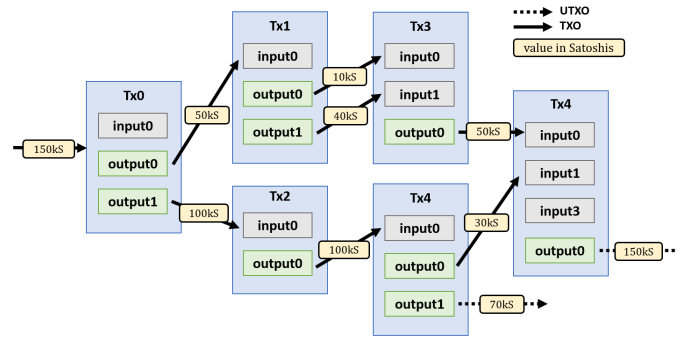 UTXO
TXO
value in Satoshis
Tx0
input0
output0
output1
150kS
50kS
100kS
Tx1
input0
output0
output1
10kS
40kS
Tx3
input0
input1
output0
50kS
Tx2
input0
output0
100kS
Tx4
input0
output0
output1
30kS
70kS
Tx4
input0
input1
input3
output0
150kS